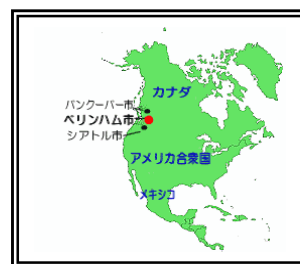 カナダ
バンクーバー市
ベリンハム市
シアトル市
アメリカ合衆国
メキシコ